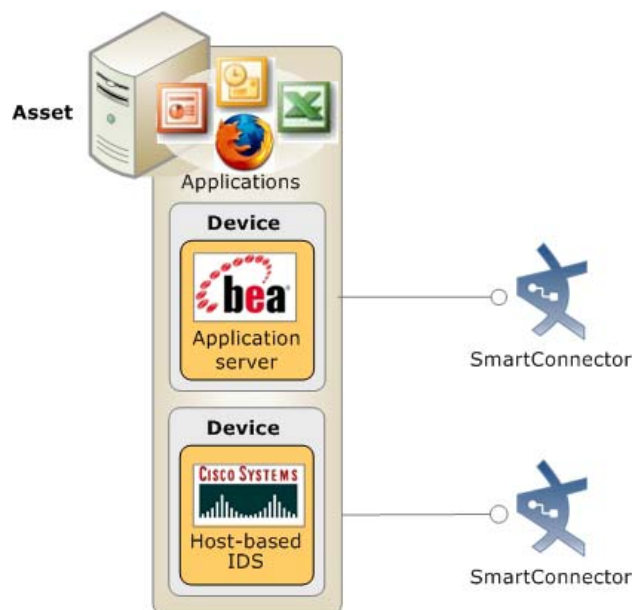 Asset
Applications
Device
bea
Application
server
SmartConnector
Device
CISCO SYSTEMS
Host-based
IDS
SmartConnector